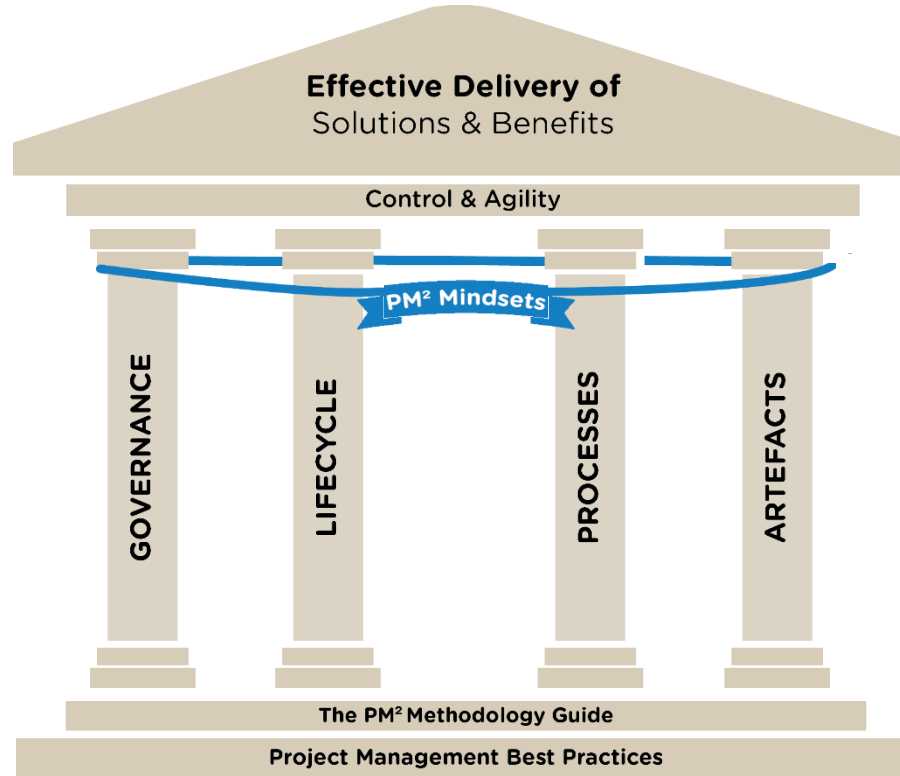 Effective Delivery of
Solutions & Benefits
Control & Agility
PM² Mindsets
GOVERNANCE
LIFECYCLE
PROCESSES
ARTEFACTS
The PM² Methodology Guide
Project Management Best Practices